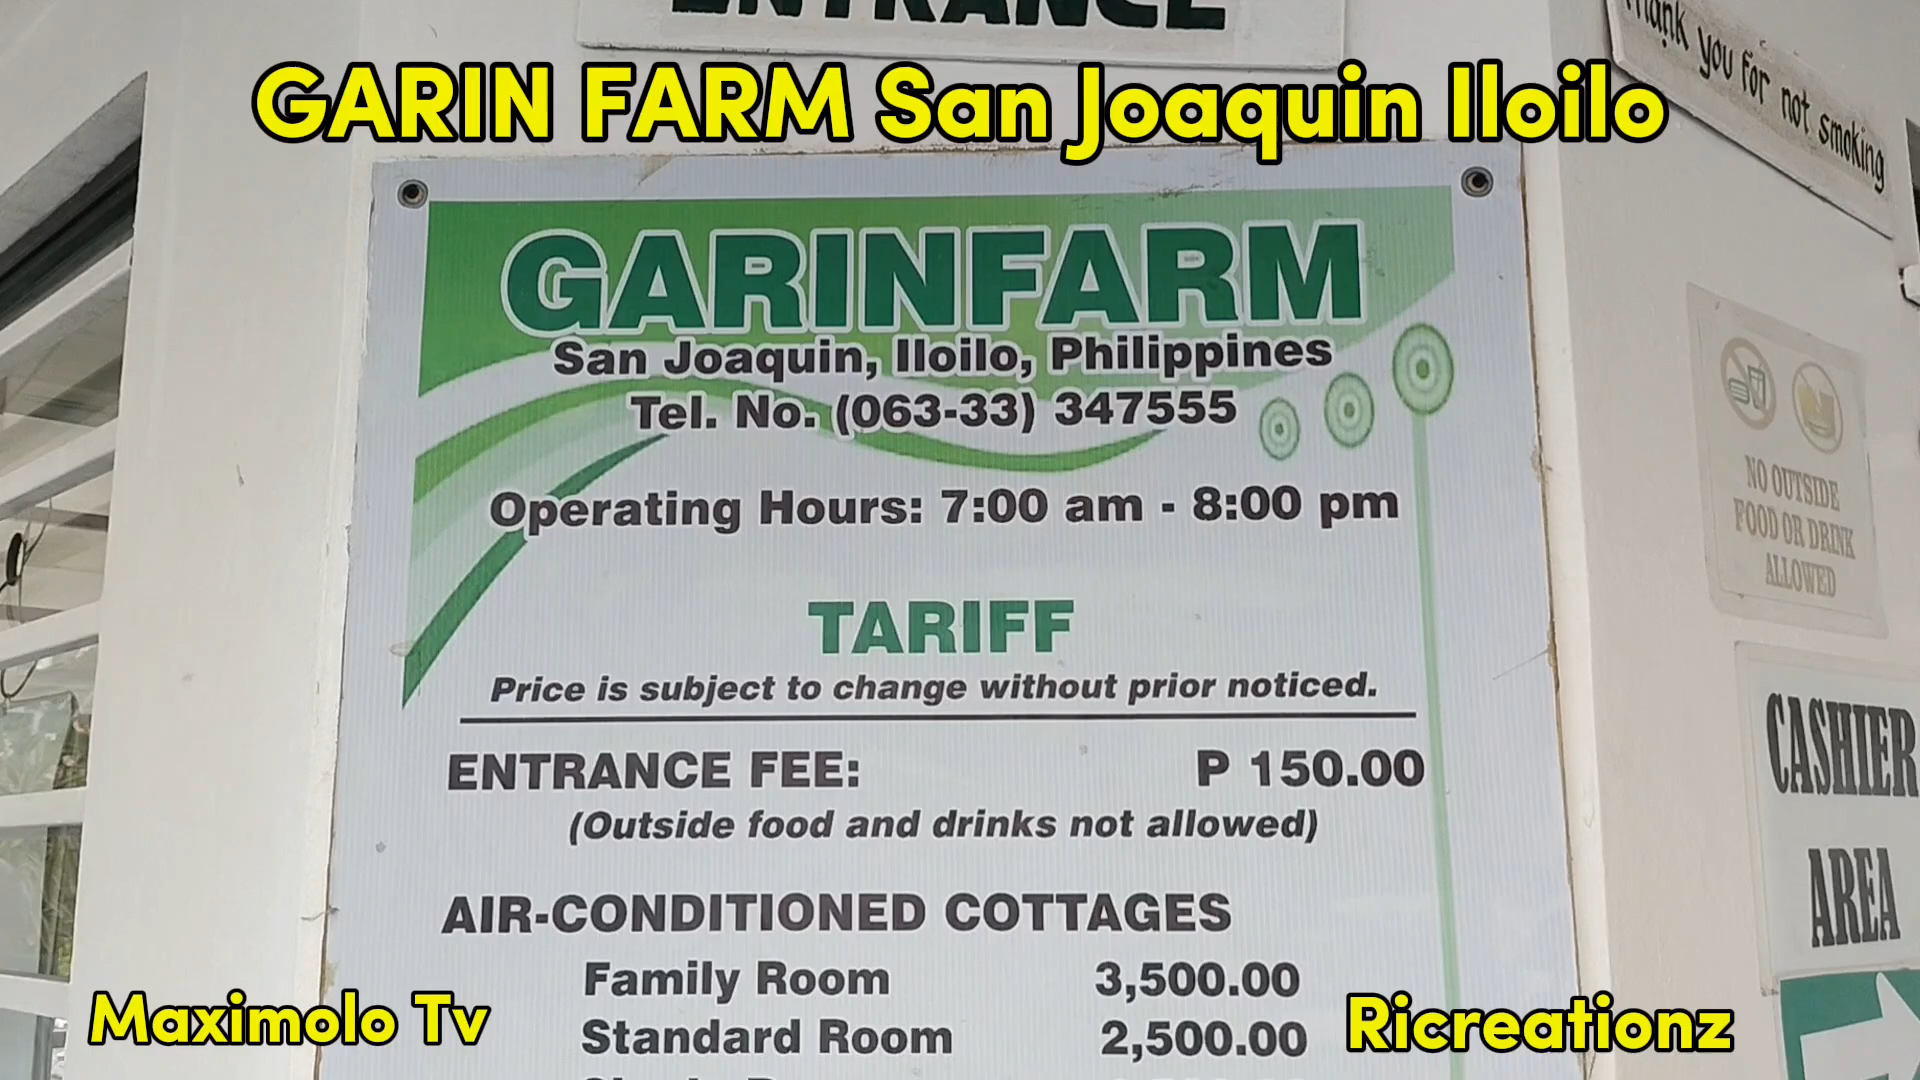 ENTRANCE
Thank you for not smoking
GARIN FARM San Joaquin Iloilo
GARINFARM
San Joaquin, Iloilo, Philippines
Tel. No. (063-33) 347555
Operating Hours: 7:00 am - 8:00 pm
TARIFF
Price is subject to change without prior noticed.
ENTRANCE FEE: P 150.00
(Outside food and drinks not allowed)
AIR-CONDITIONED COTTAGES
Family Room 3,500.00
Standard Room 2,500.00
NO OUTSIDE
FOOD OR DRINK
ALLOWED
CASHIER
AREA
Maximolo Tv
Ricreationz